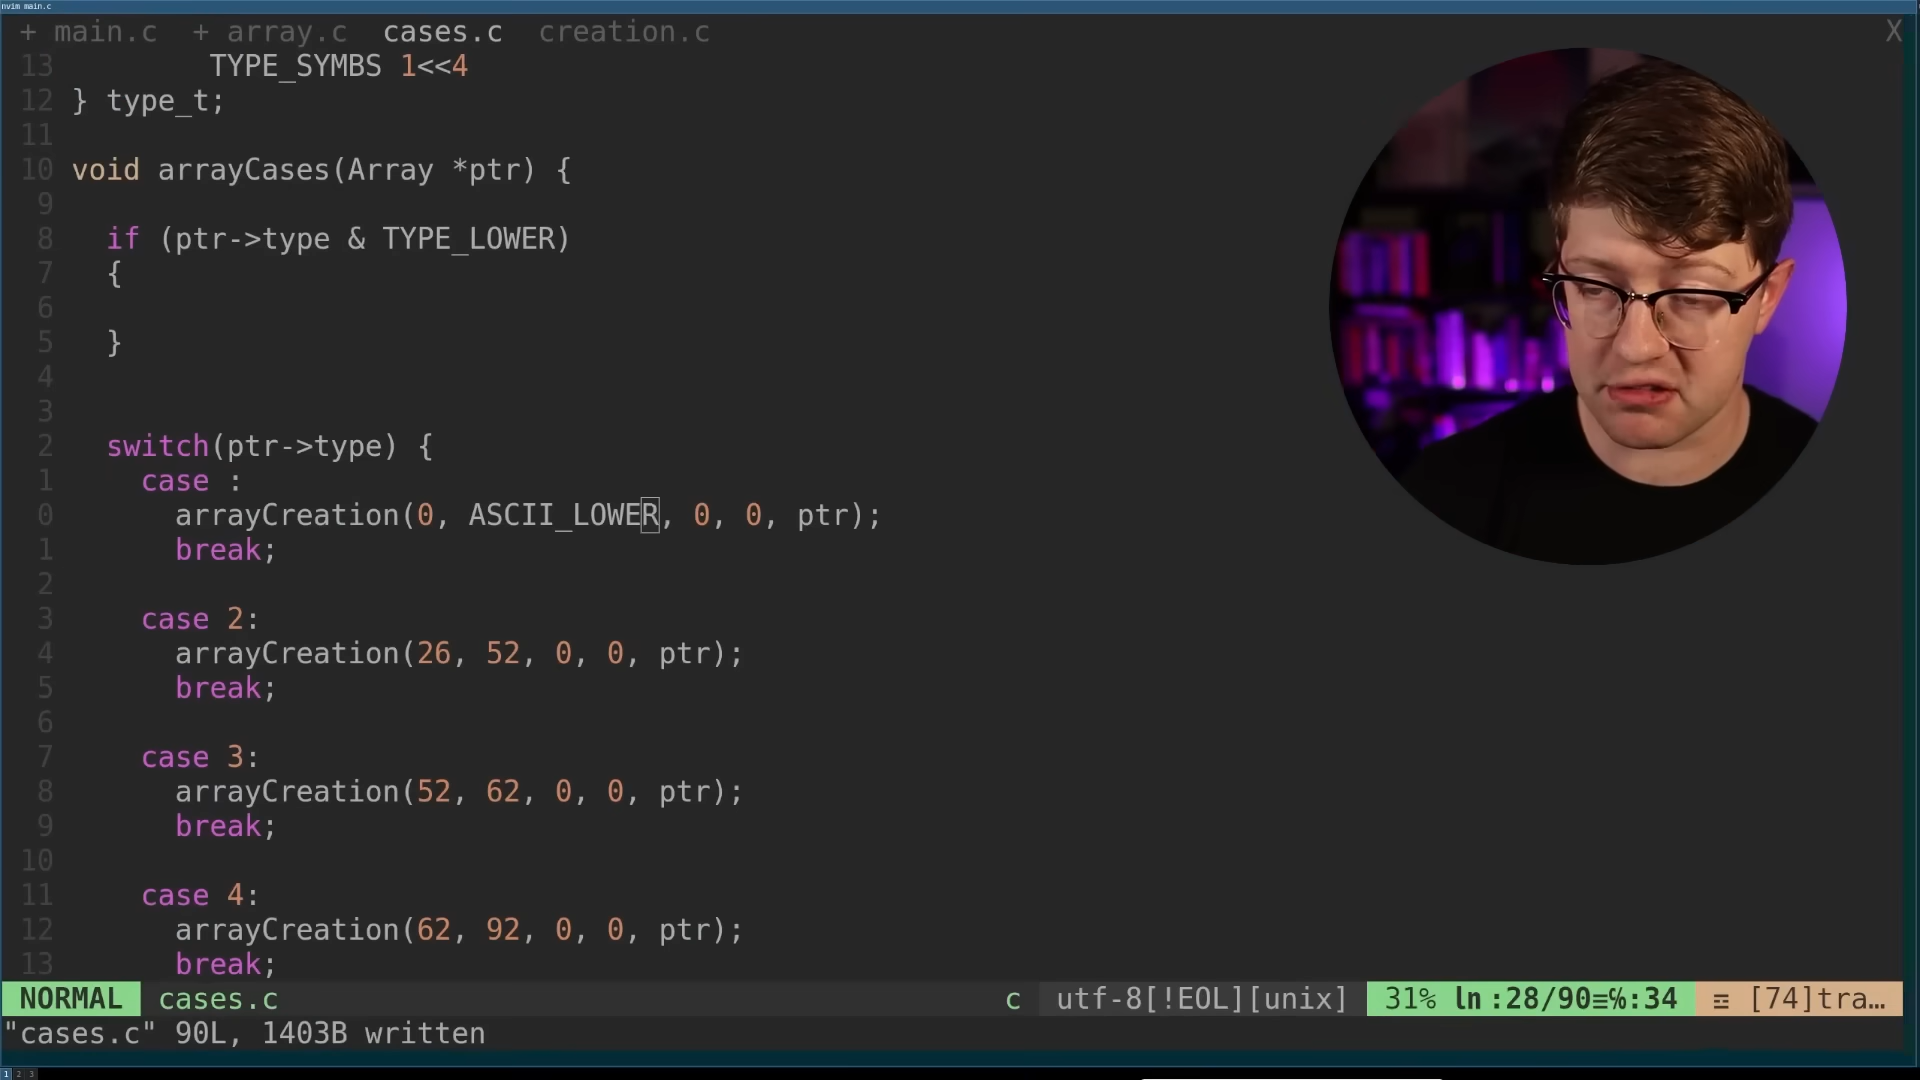 nvim main.c
+ main.c + array.c cases.c creation.c X
13 TYPE_SYMBS 1<<4
12 } type_t;
11
10 void arrayCases(Array *ptr) {
9
8 if (ptr->type & TYPE_LOWER)
7 {
6
5 }
4
3
2 switch(ptr->type) {
1 case :
0 arrayCreation(0, ASCII_LOWER, 0, 0, ptr);
1 break;
2
3 case 2:
4 arrayCreation(26, 52, 0, 0, ptr);
5 break;
6
7 case 3:
8 arrayCreation(52, 62, 0, 0, ptr);
9 break;
10
11 case 4:
12 arrayCreation(62, 92, 0, 0, ptr);
13 break;
NORMAL cases.c c utf-8[!EOL][unix] 31% ln :28/90≡℅:34 ☲ [74]tra…
"cases.c" 90L, 1403B written
1 2 3